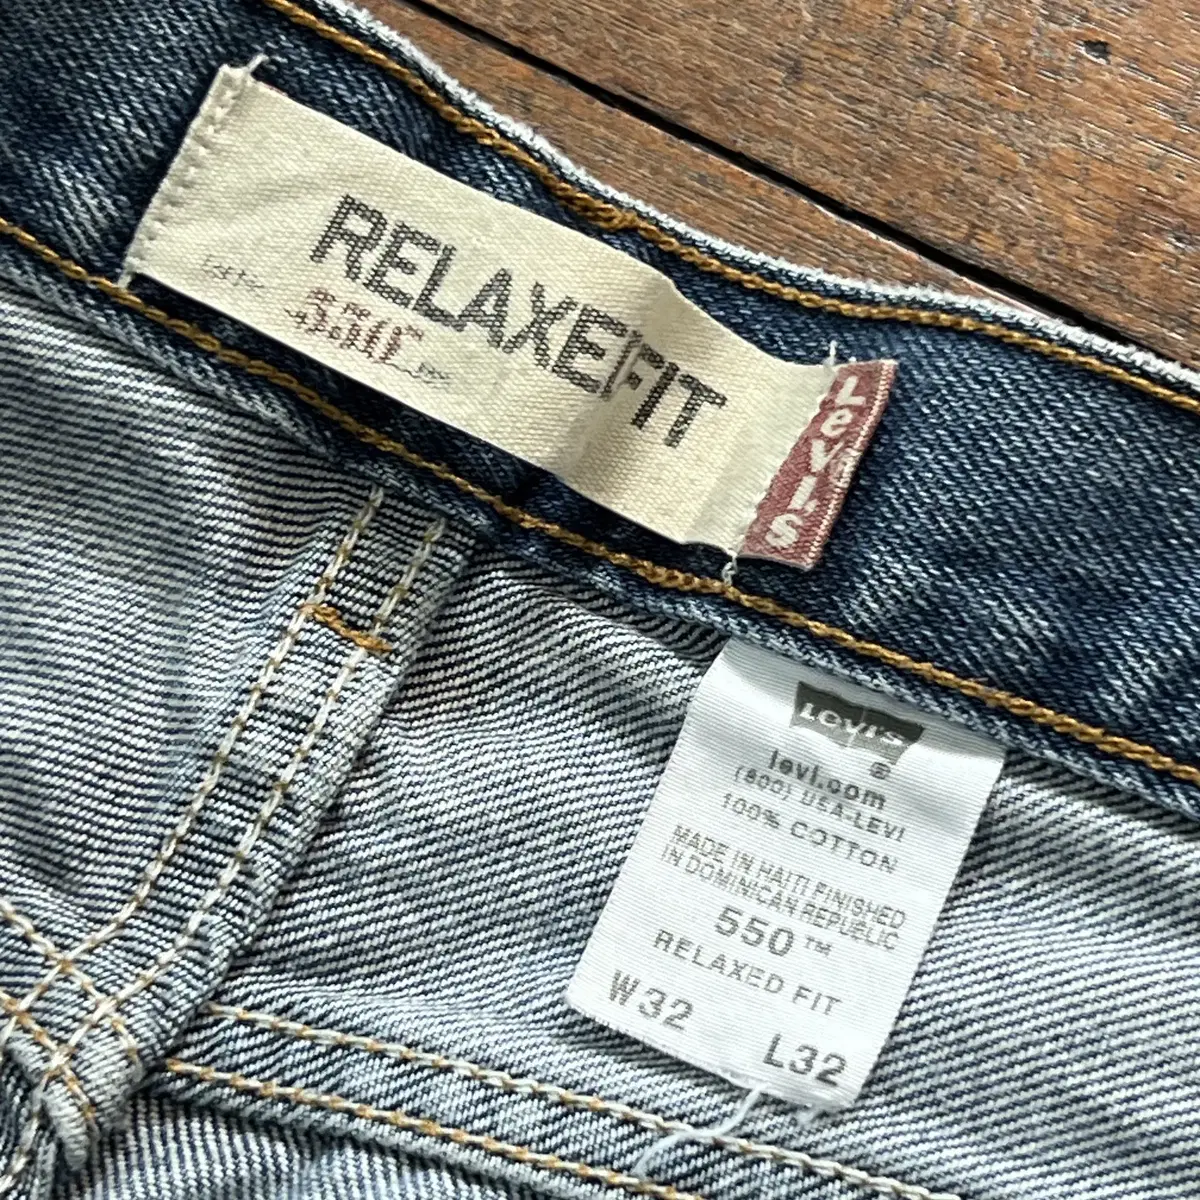 RELAXEFIT
550
Levi's
LEVI'S
®
levi.com
(800) USA-LEVI
100% COTTON
MADE IN HAITI FINISHED
IN DOMINICAN REPUBLIC
550™
RELAXED FIT
W32
L32